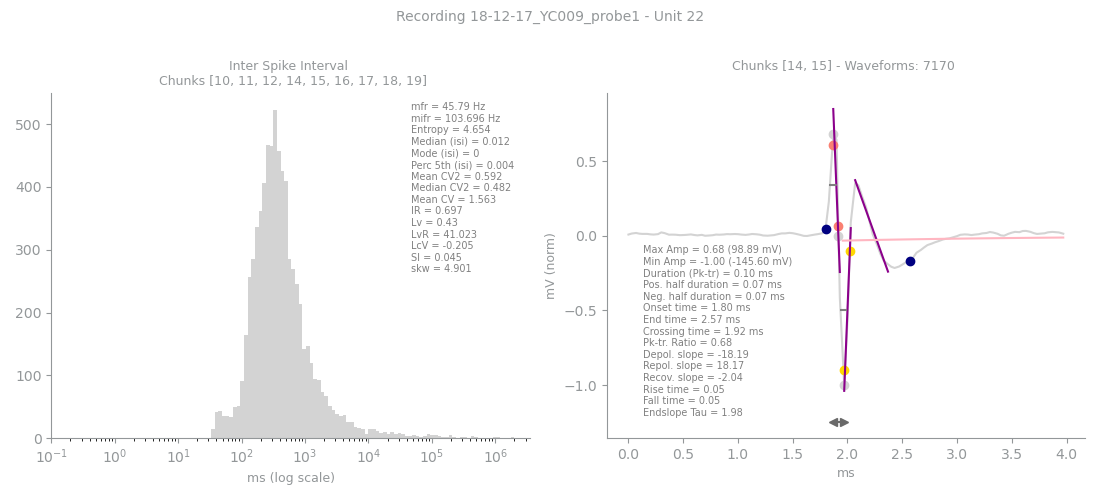 Recording 18-12-17_YC009_probe1 - Unit 22
Inter Spike Interval
Chunks [10, 11, 12, 14, 15, 16, 17, 18, 19]
mfr = 45.79 Hz
mifr = 103.696 Hz
Entropy = 4.654
Median (isi) = 0.012
Mode (isi) = 0
Perc 5th (isi) = 0.004
Mean CV2 = 0.592
Median CV2 = 0.482
Mean CV = 1.563
IR = 0.697
Lv = 0.43
LvR = 41.023
LcV = -0.205
SI = 0.045
skw = 4.901
500
400
300
200
100
0
10⁻¹ 10⁰ 10¹ 10² 10³ 10⁴ 10⁵ 10⁶
ms (log scale)
Chunks [14, 15] - Waveforms: 7170
mV (norm)
0.5
0.0
−0.5
−1.0
Max Amp = 0.68 (98.89 mV)
Min Amp = -1.00 (-145.60 mV)
Duration (Pk-tr) = 0.10 ms
Pos. half duration = 0.07 ms
Neg. half duration = 0.07 ms
Onset time = 1.80 ms
End time = 2.57 ms
Crossing time = 1.92 ms
Pk-tr. Ratio = 0.68
Depol. slope = -18.19
Repol. slope = 18.17
Recov. slope = -2.04
Rise time = 0.05
Fall time = 0.05
Endslope Tau = 1.98
0.0 0.5 1.0 1.5 2.0 2.5 3.0 3.5 4.0
ms